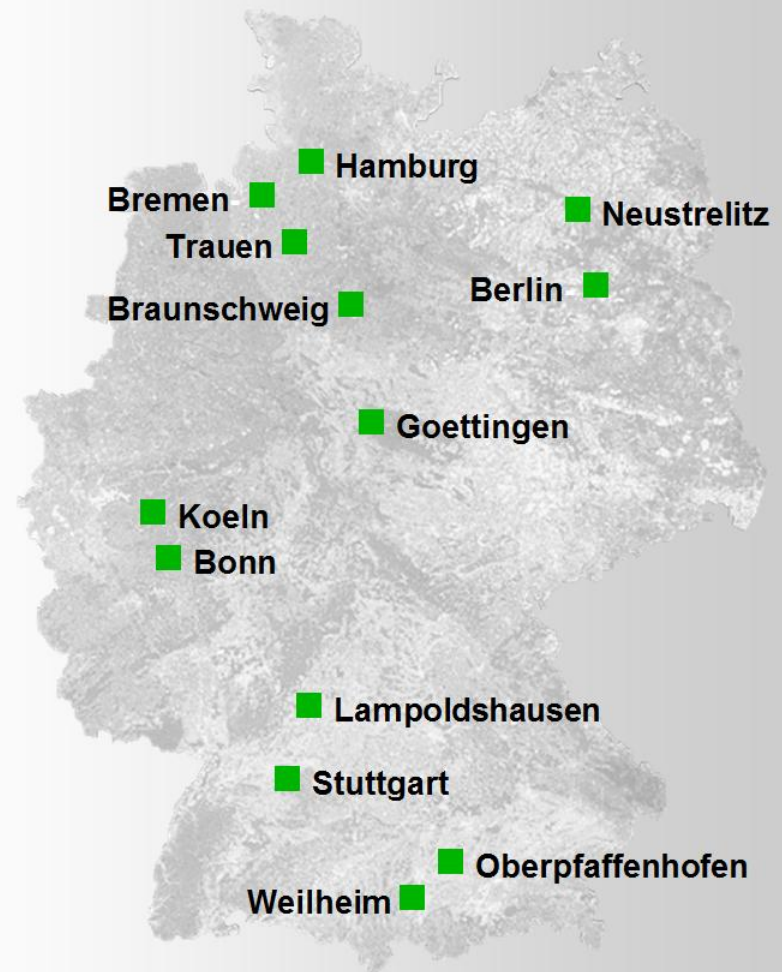 Hamburg
Bremen
Neustrelitz
Trauen
Berlin
Braunschweig
Goettingen
Koeln
Bonn
Lampoldshausen
Stuttgart
Oberpfaffenhofen
Weilheim